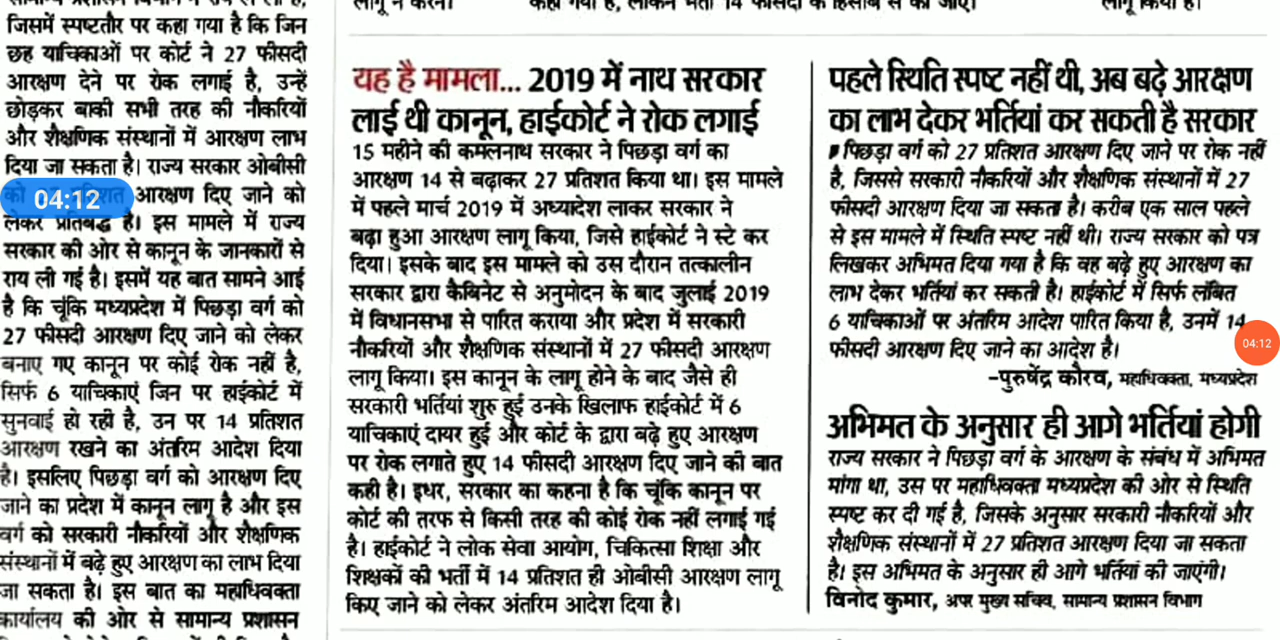 जिसमें स्पष्टतौर पर कहा गया है कि जिन
छह याचिकाओं पर कोर्ट ने 27 फीसदी
आरक्षण देने पर रोक लगाई है, उन्हें
छोड़कर बाकी सभी तरह की नौकरियों
और शैक्षणिक संस्थानों में आरक्षण लाभ
दिया जा सकता है। राज्य सरकार ओबीसी
को आरक्षण दिए जाने को
लेकर प्रतिबद्ध है। इस मामले में राज्य
सरकार की ओर से कानून के जानकारों से
राय ली गई है। इसमें यह बात सामने आई
है कि चूंकि मध्यप्रदेश में पिछड़ा वर्ग को
27 फीसदी आरक्षण दिए जाने को लेकर
बनाए गए कानून पर कोई रोक नहीं है,
सिर्फ 6 याचिकाएं जिन पर हाईकोर्ट में
सुनवाई हो रही है, उन पर 14 प्रतिशत
आरक्षण रखने का अंतरिम आदेश दिया
है। इसलिए पिछड़ा वर्ग को आरक्षण दिए
जाने का प्रदेश में कानून लागू है और इस
वर्ग को सरकारी नौकरियों और शैक्षणिक
संस्थानों में बढ़े हुए आरक्षण का लाभ दिया
जा सकता है। इस बात का महाधिवक्ता
कार्यालय की ओर से सामान्य प्रशासन
04:12
लागू न करना
कहा गया है, लेकिन भर्ती 14 फीसदी के हिसाब से की जाए।
लागू किया है।
यह है मामला... 2019 में नाथ सरकार
लाई थी कानून, हाईकोर्ट ने रोक लगाई
15 महीने की कमलनाथ सरकार ने पिछड़ा वर्ग का
आरक्षण 14 से बढ़ाकर 27 प्रतिशत किया था। इस मामले
में पहले मार्च 2019 में अध्यादेश लाकर सरकार ने
बढ़ा हुआ आरक्षण लागू किया, जिसे हाईकोर्ट ने स्टे कर
दिया। इसके बाद इस मामले को उस दौरान तत्कालीन
सरकार द्वारा कैबिनेट से अनुमोदन के बाद जुलाई 2019
में विधानसभा से पारित कराया और प्रदेश में सरकारी
नौकरियों और शैक्षणिक संस्थानों में 27 फीसदी आरक्षण
लागू किया। इस कानून के लागू होने के बाद जैसे ही
सरकारी भर्तियां शुरु हुई उनके खिलाफ हाईकोर्ट में 6
याचिकाएं दायर हुई और कोर्ट के द्वारा बढ़े हुए आरक्षण
पर रोक लगाते हुए 14 फीसदी आरक्षण दिए जाने की बात
कही है। इधर, सरकार का कहना है कि चूंकि कानून पर
कोर्ट की तरफ से किसी तरह की कोई रोक नहीं लगाई गई
है। हाईकोर्ट ने लोक सेवा आयोग, चिकित्सा शिक्षा और
शिक्षकों की भर्ती में 14 प्रतिशत ही ओबीसी आरक्षण लागू
किए जाने को लेकर अंतरिम आदेश दिया है।
पहले स्थिति स्पष्ट नहीं थी, अब बढ़े आरक्षण
का लाभ देकर भर्तियां कर सकती है सरकार
पिछड़ा वर्ग को 27 प्रतिशत आरक्षण दिए जाने पर रोक नहीं
है, जिससे सरकारी नौकरियों और शैक्षणिक संस्थानों में 27
फीसदी आरक्षण दिया जा सकता है। करीब एक साल पहले
से इस मामले में स्थिति स्पष्ट नहीं थी। राज्य सरकार को पत्र
लिखकर अभिमत दिया गया है कि वह बढ़े हुए आरक्षण का
लाभ देकर भर्तियां कर सकती है। हाईकोर्ट में सिर्फ लंबित
6 याचिकाओं पर अंतरिम आदेश पारित किया है, उनमें 14
फीसदी आरक्षण दिए जाने का आदेश है।
-पुरुषेंद्र कौरव, महाधिवक्ता, मध्यप्रदेश
04:12
अभिमत के अनुसार ही आगे भर्तियां होगी
राज्य सरकार ने पिछड़ा वर्ग के आरक्षण के संबंध में अभिमत
मांगा था, उस पर महाधिवक्ता मध्यप्रदेश की ओर से स्थिति
स्पष्ट कर दी गई है, जिसके अनुसार सरकारी नौकरियों और
शैक्षणिक संस्थानों में 27 प्रतिशत आरक्षण दिया जा सकता
है। इस अभिमत के अनुसार ही आगे भर्तियां की जाएंगी।
विनोद कुमार, अपर मुख्य सचिव, सामान्य प्रशासन विभाग